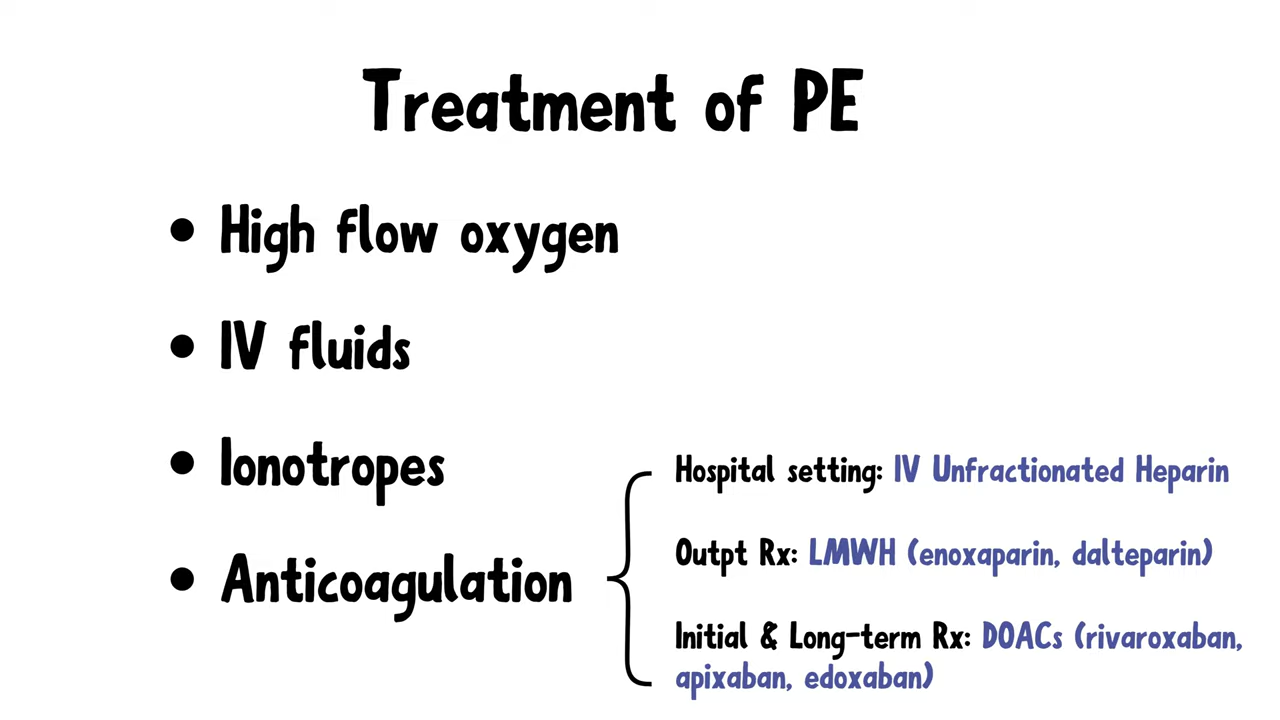 Treatment of PE
• High flow oxygen
• IV fluids
• Ionotropes
• Anticoagulation
Hospital setting: IV Unfractionated Heparin
Outpt Rx: LMWH (enoxaparin, dalteparin)
Initial & Long-term Rx: DOACs (rivaroxaban,
apixaban, edoxaban)